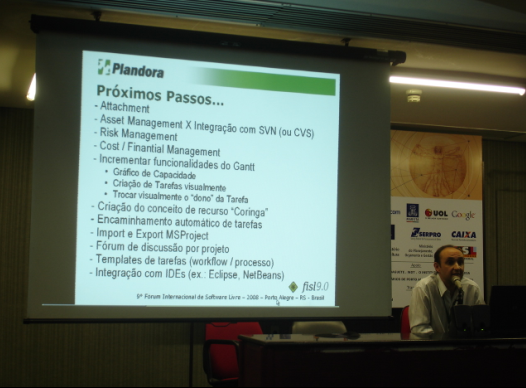 Plandora
Próximos Passos...
- Attachment
- Asset Management X Integração com SVN (ou CVS)
- Risk Management
- Cost / Finantial Management
- Incrementar funcionalidades do Gantt
• Gráfico de Capacidade
• Criação de Tarefas visualmente
• Trocar visualmente o "dono" da Tarefa
- Criação do conceito de recurso "Coringa"
- Encaminhamento automático de tarefas
- Import e Export MSProject
- Fórum de discussão por projeto
- Templates de tarefas (workflow / processo)
- Integração com IDEs (ex.: Eclipse, NetBeans)
fisl9.0
9º Forum Internacional de Software Livre - 2008 - Porto Alegre - RS - Brasil
UOL Google
SERPRO CAIXA